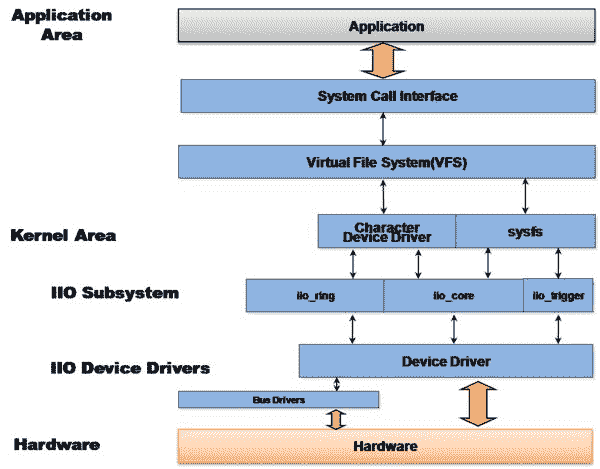 Application
Area
Application
System Call Interface
Virtual File System(VFS)
Kernel Area
Character
Device Driver
sysfs
IIO Subsystem
iio_ring
iio_core
iio_trigger
IIO Device Drivers
Device Driver
Bus Drivers
Hardware
Hardware